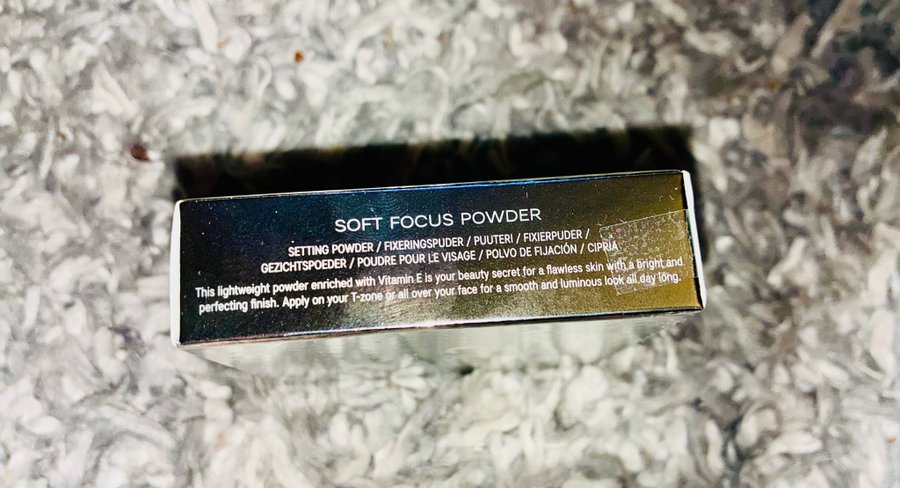 SOFT FOCUS POWDER
SETTING POWDER / FIXERINGSPUDER / PUUTERI / FIXIERPUDER /
GEZICHTSPOEDER / POUDRE POUR LE VISAGE / POLVO DE FIJACIÓN / CIPRIA
This lightweight powder enriched with Vitamin E is your beauty secret for a flawless skin with a bright and
perfecting finish. Apply on your T-zone or all over your face for a smooth and luminous look all day long.